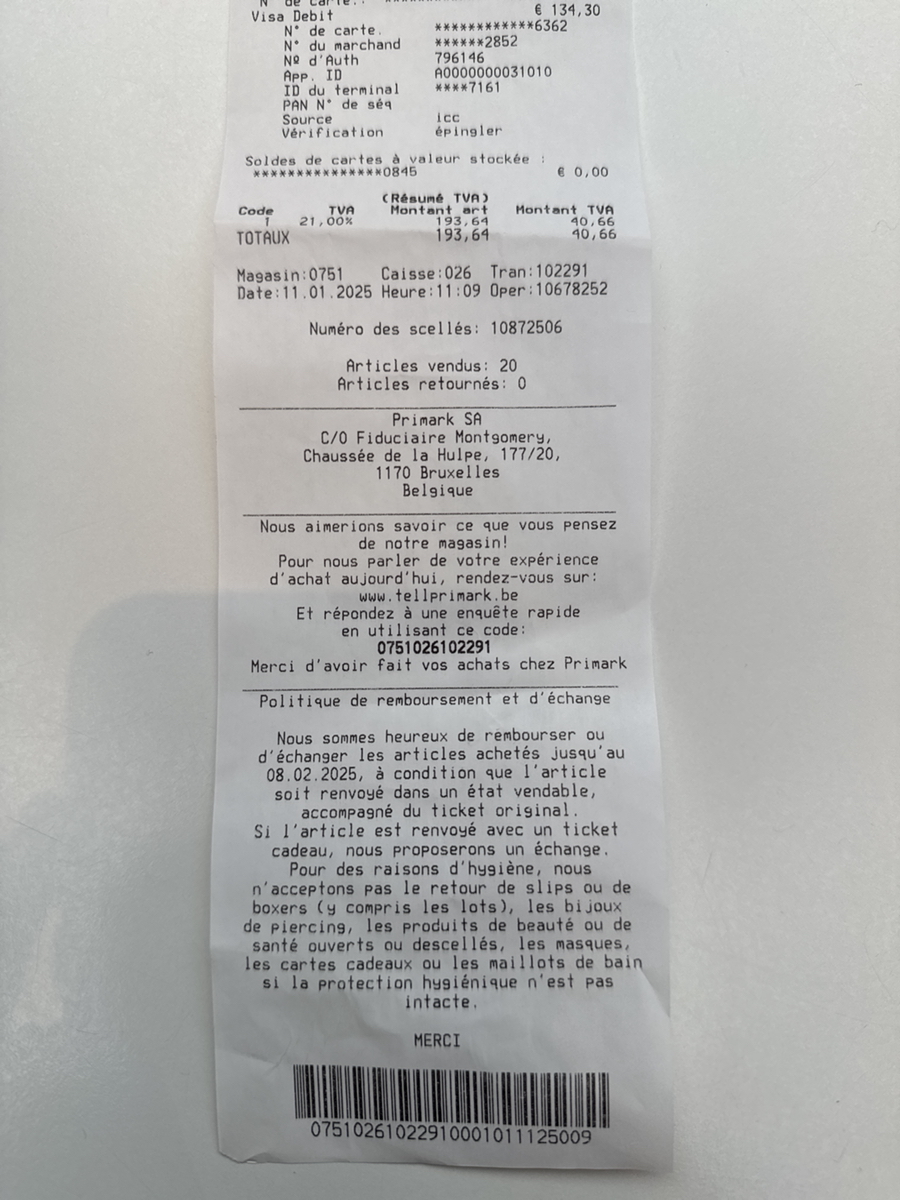 N° de carte.: **********
Visa Debit € 134,30
N° de carte. ************6362
N° du marchand ******2852
Nº d'Auth 796146
App. ID A0000000031010
ID du terminal ****7161
PAN N° de séq
Source icc
Vérification épingler
Soldes de cartes à valeur stockée :
***************0845 € 0,00
(Résumé TVA)
Code TVA Montant art Montant TVA
T 21,00% 193,64 40,66
TOTAUX 193,64 40,66
Magasin:0751 Caisse:026 Tran:102291
Date:11.01.2025 Heure:11:09 Oper:10678252
Numéro des scellés: 10872506
Articles vendus: 20
Articles retournés: 0
Primark SA
C/O Fiduciaire Montgomery,
Chaussée de la Hulpe, 177/20,
1170 Bruxelles
Belgique
Nous aimerions savoir ce que vous pensez
de notre magasin!
Pour nous parler de votre expérience
d'achat aujourd'hui, rendez-vous sur:
www.tellprimark.be
Et répondez à une enquête rapide
en utilisant ce code:
0751026102291
Merci d'avoir fait vos achats chez Primark
Politique de remboursement et d'échange
Nous sommes heureux de rembourser ou
d'échanger les articles achetés jusqu'au
08.02.2025, à condition que l'article
soit renvoyé dans un état vendable,
accompagné du ticket original.
Si l'article est renvoyé avec un ticket
cadeau, nous proposerons un échange.
Pour des raisons d'hygiène, nous
n'acceptons pas le retour de slips ou de
boxers (y compris les lots), les bijoux
de piercing, les produits de beauté ou de
santé ouverts ou descellés, les masques,
les cartes cadeaux ou les maillots de bain
si la protection hygiénique n'est pas
intacte.
MERCI
07510261022910001011125009